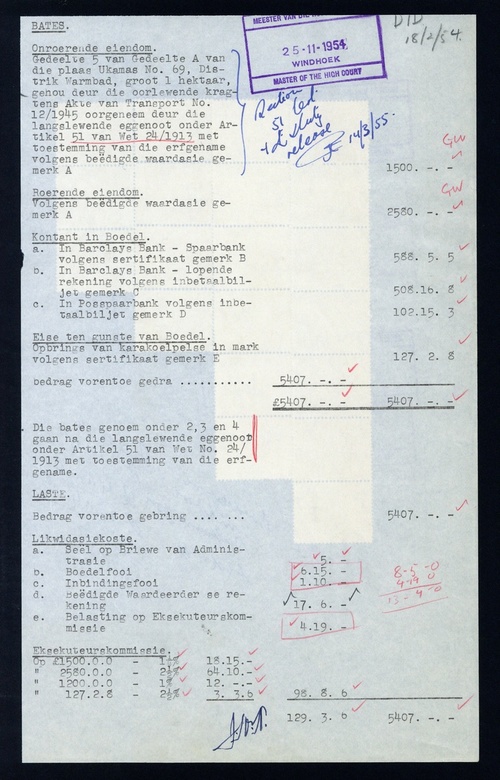 BATES.
MEESTER VAN DIE
25-11-1954
WINDHOEK
MASTER OF THE HIGH COURT
18/2/54.
Onroerende eiendom.
Gedeelte 5 van Gedeelte A van
die plaas Ukamas No. 69, Dis-
trik Warmbad, groot 1 hektaar,
genou deur die oorlewende krag-
tens Akte van Transport No.
12/1945 oorgeneem deur die
langslewende eggenoot onder Ar-
tikel 51 van Wet 24/1913 met
toestemming van die erfgename
volgens beëdigde waardasie ge-
merk A 1500. -. -
Section
51
release
14/3/55.
GW
Roerende eiendom.
Volgens beëdigde waardasie ge-
merk A 2580. -. -
GW
Kontant in Boedel.
a. In Barclays Bank - Spaarbank
volgens sertifikaat gemerk B 588. 5. 5
b. In Barclays Bank - lopende
rekening volgens inbetaalbil-
jet gemerk C 508.16. 8
c. In Posspaarbank volgens inbe-
taalbiljet gemerk D 102.15. 3
Eise ten gunste van Boedel.
Opbrings van karakoelpelse in mark
volgens sertifikaat gemerk E 127. 2. 8
bedrag vorentoe gedra ........... 5407. -. -
£5407. -. - 5407. -. -
Die bates genoem onder 2,3 en 4
gaan na die langslewende eggenoot
onder Artikel 51 van Wet No. 24/
1913 met toestemming van die erf-
gename.
LASTE.
Bedrag vorentoe gebring .... ... 5407. -. -
Likwidasiekoste.
a. Seël op Briewe van Adminis-
trasie 5. -
b. Boedelfooi 6.15. -
c. Inbindingsfooi 1.10. -
d. Beëdigde Waardeerder se re-
kening 17. 6. -
e. Belasting op Eksekuteurskom-
missie 4.19. -
8-5-0
4-19 0
13-4-0
Eksekuteurskommissie.
Op £1500.0.0 - 1¼% 18.15.-
" 2580.0.0 - 2½% 64.10.-
" 1200.0.0 - 1% 12. -.-
" 127.2.8 - 2½% 3. 3.6 98. 8. 6
129. 3. 6 5407. -. -